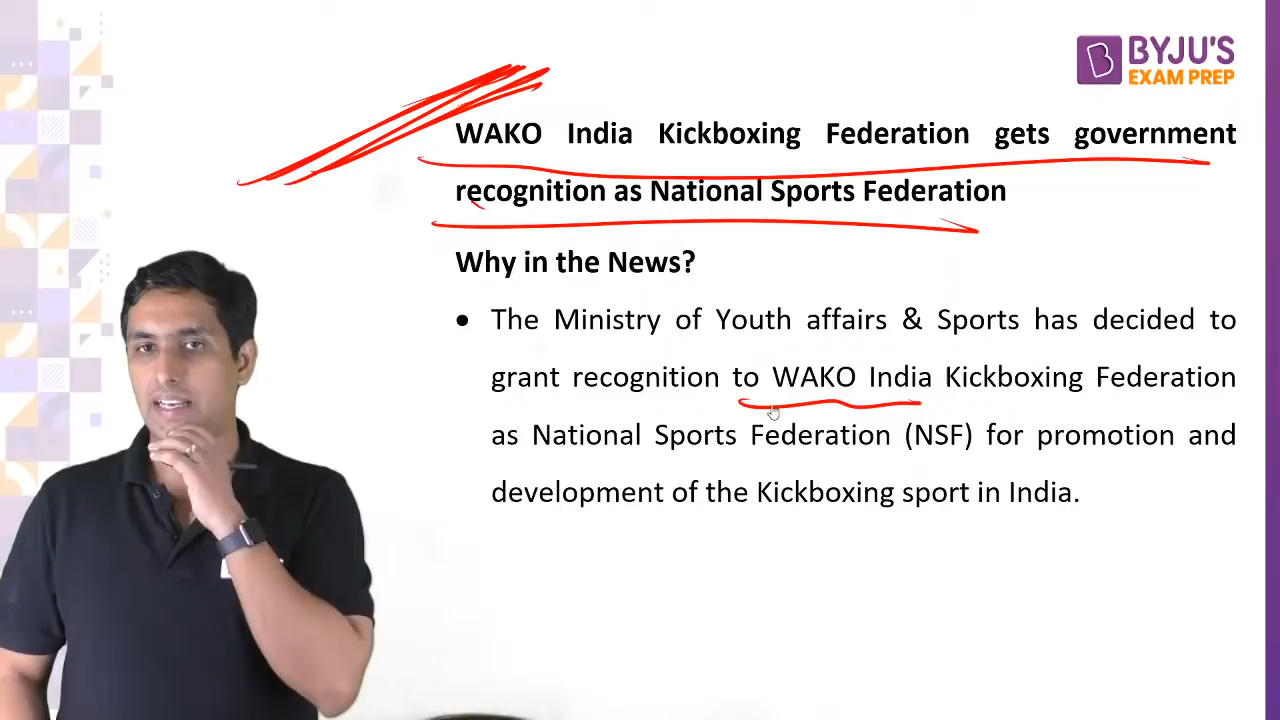 BYJU'S
EXAM PREP
WAKO India Kickboxing Federation gets government
recognition as National Sports Federation
Why in the News?
• The Ministry of Youth affairs & Sports has decided to
grant recognition to WAKO India Kickboxing Federation
as National Sports Federation (NSF) for promotion and
development of the Kickboxing sport in India.